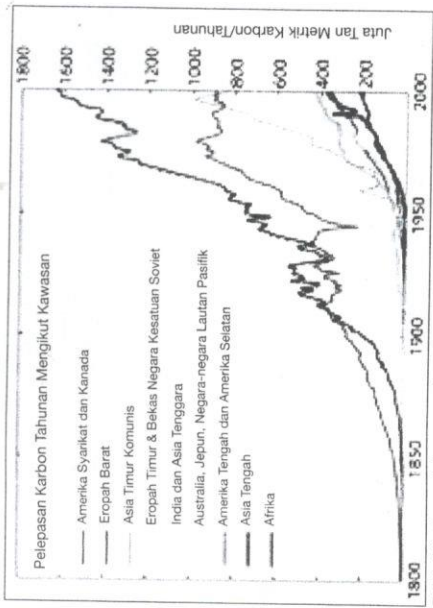 Pelepasan Karbon Tahunan Mengikut Kawasan
Amerika Syarikat dan Kanada
Eropah Barat
Asia Timur Komunis
Eropah Timur & Bekas Negara Kesatuan Soviet
India dan Asia Tenggara
Australia, Jepun, Negara-negara Lautan Pasifik
Amerika Tengah dan Amerika Selatan
Asia Tengah
Afrika
1800
1600
1400
1200
1000
800
600
400
200
Juta Tan Metrik Karbon/Tahunan
1800
1850
1900
1950
2000